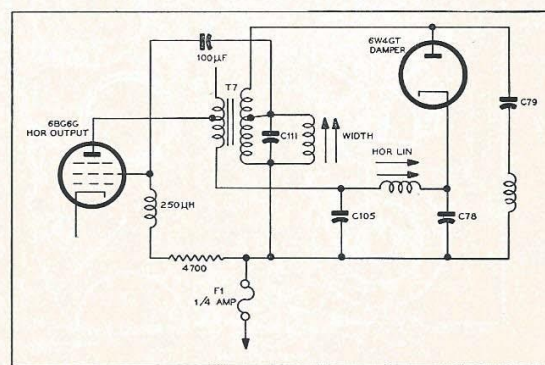 6W4GT
DAMPER
100μF
T7
C79
6BG6G
HOR OUTPUT
C111
WIDTH
HOR LIN
250μH
C105
C78
4700
F1
1/4 AMP